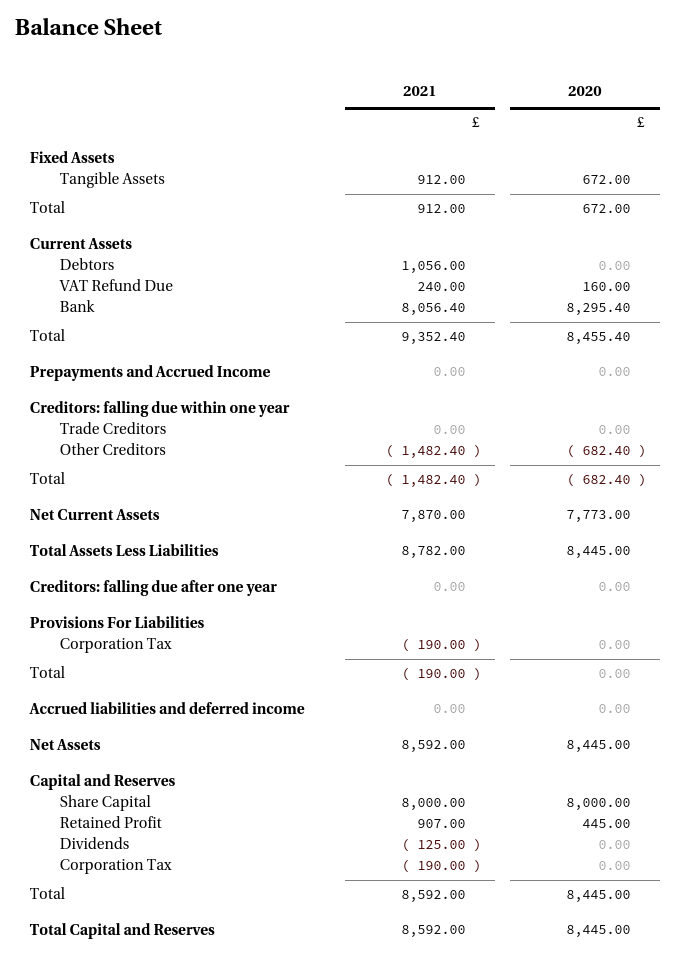 Balance Sheet
2021 2020
£ £
Fixed Assets
Tangible Assets 912.00 672.00
Total 912.00 672.00
Current Assets
Debtors 1,056.00 0.00
VAT Refund Due 240.00 160.00
Bank 8,056.40 8,295.40
Total 9,352.40 8,455.40
Prepayments and Accrued Income 0.00 0.00
Creditors: falling due within one year
Trade Creditors 0.00 0.00
Other Creditors ( 1,482.40 ) ( 682.40 )
Total ( 1,482.40 ) ( 682.40 )
Net Current Assets 7,870.00 7,773.00
Total Assets Less Liabilities 8,782.00 8,445.00
Creditors: falling due after one year 0.00 0.00
Provisions For Liabilities
Corporation Tax ( 190.00 ) 0.00
Total ( 190.00 ) 0.00
Accrued liabilities and deferred income 0.00 0.00
Net Assets 8,592.00 8,445.00
Capital and Reserves
Share Capital 8,000.00 8,000.00
Retained Profit 907.00 445.00
Dividends ( 125.00 ) 0.00
Corporation Tax ( 190.00 ) 0.00
Total 8,592.00 8,445.00
Total Capital and Reserves 8,592.00 8,445.00